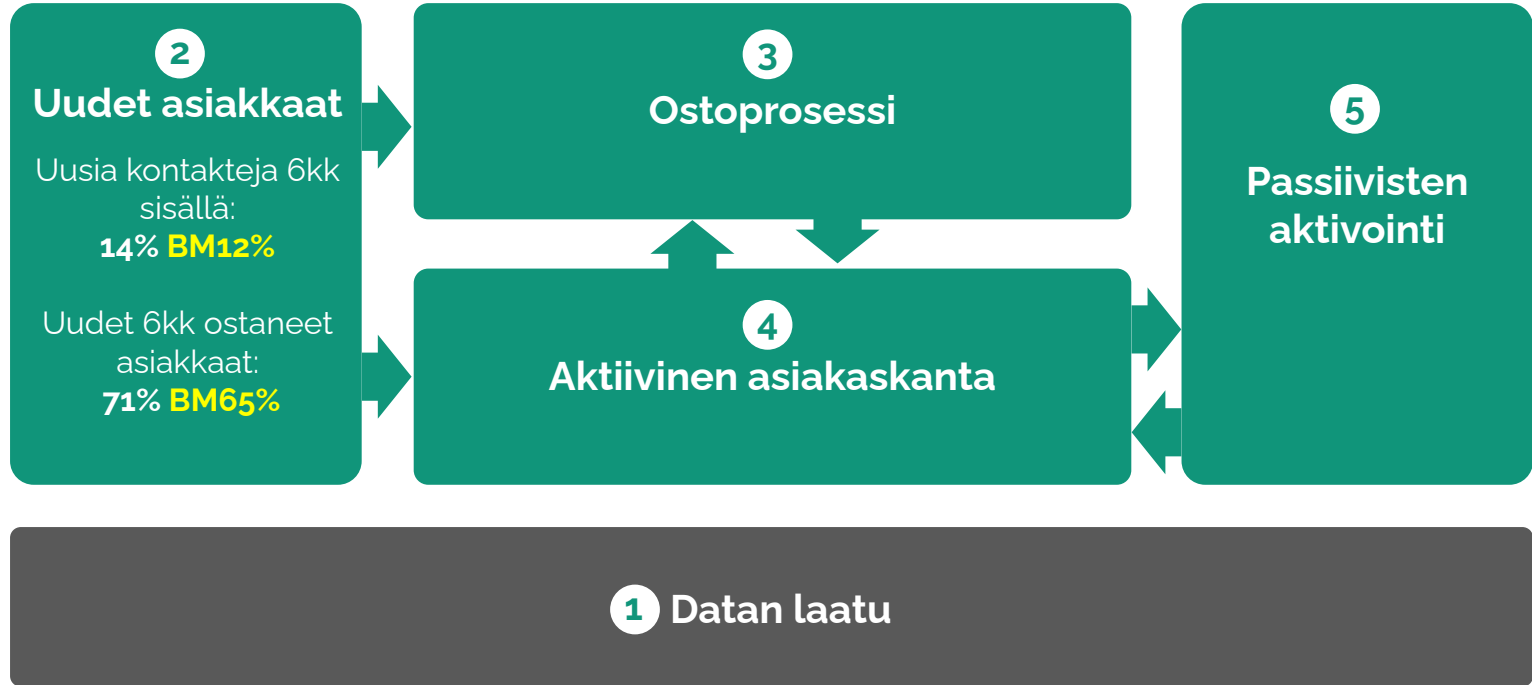 2
Uudet asiakkaat
Uusia kontakteja 6kk
sisällä:
14% BM12%
Uudet 6kk ostaneet
asiakkaat:
71% BM65%
3
Ostoprosessi
4
Aktiivinen asiakaskanta
5
Passiivisten
aktivointi
1 Datan laatu